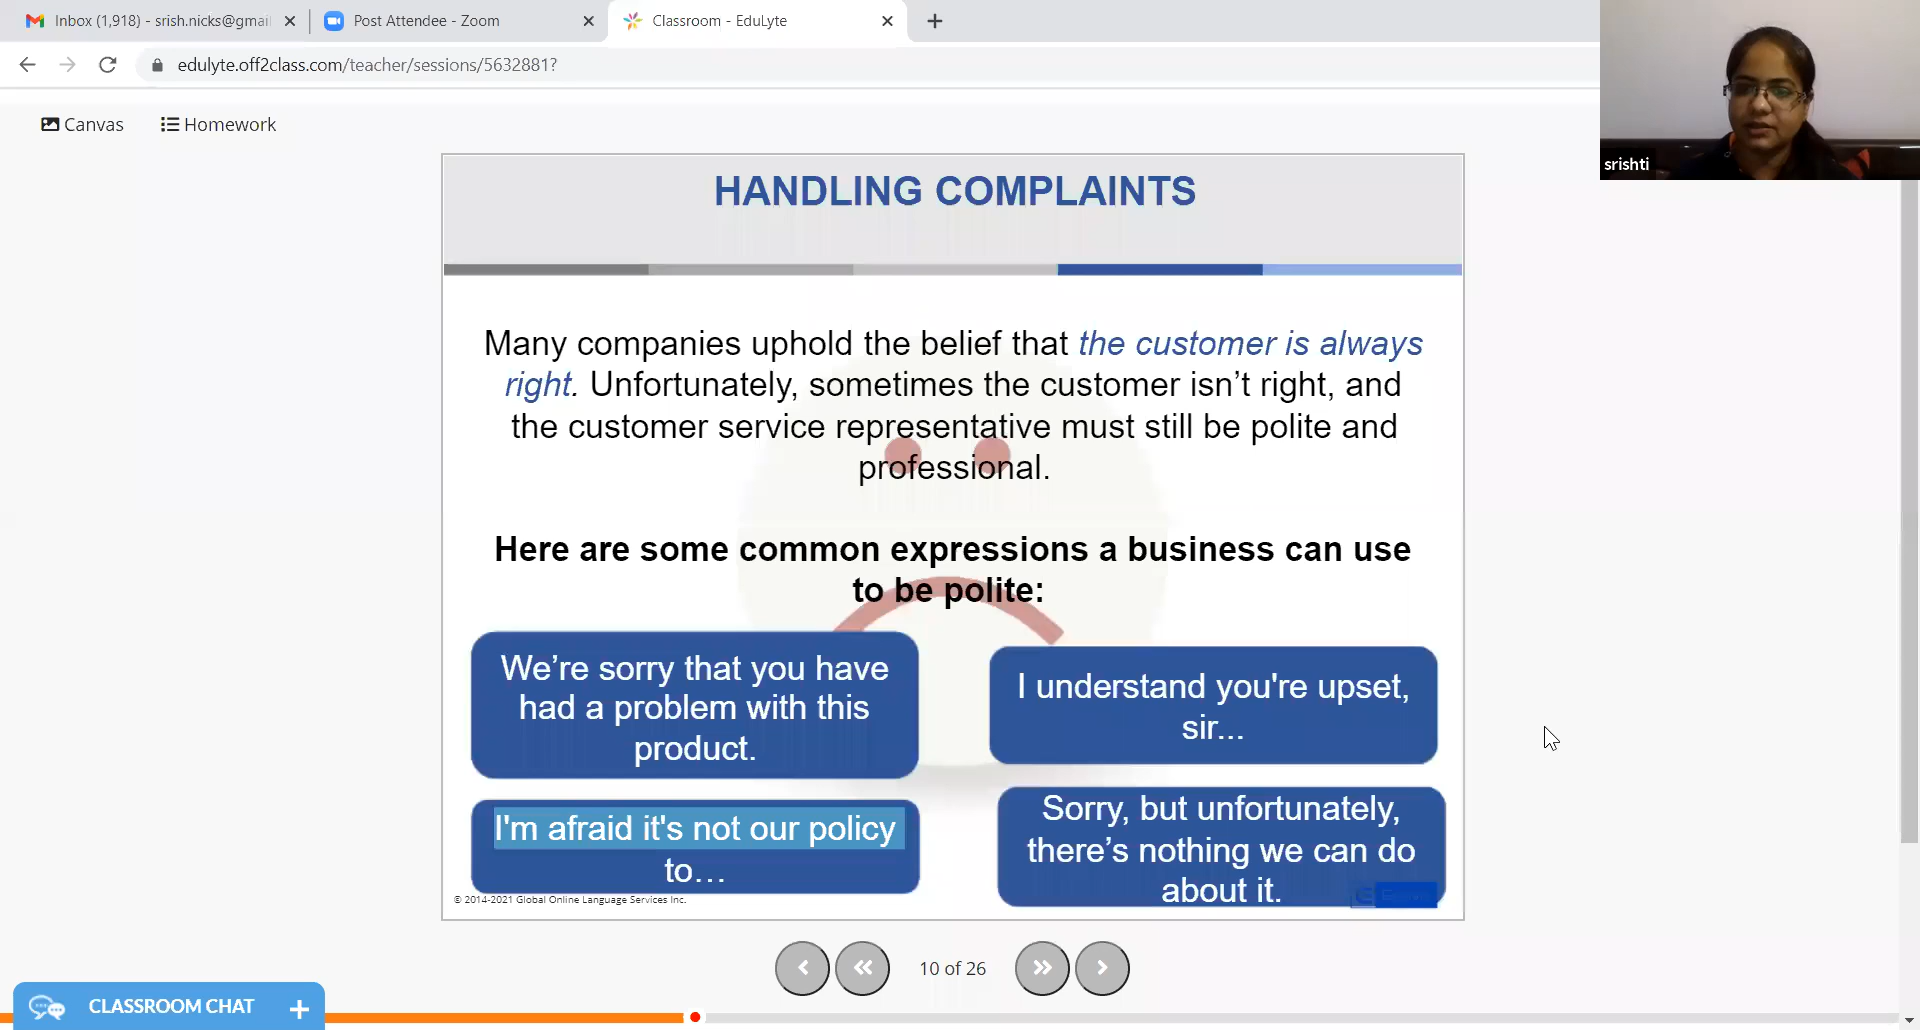 Inbox (1,918) - srish.nicks@gmai
Post Attendee - Zoom
Classroom - EduLyte
edulyte.off2class.com/teacher/sessions/5632881?
Canvas
Homework
srishti
HANDLING COMPLAINTS
Many companies uphold the belief that the customer is always
right. Unfortunately, sometimes the customer isn’t right, and
the customer service representative must still be polite and
professional.
Here are some common expressions a business can use
to be polite:
We’re sorry that you have
had a problem with this
product.
I understand you're upset,
sir...
I'm afraid it's not our policy
to…
Sorry, but unfortunately,
there’s nothing we can do
about it.
© 2014-2021 Global Online Language Services Inc.
10 of 26
CLASSROOM CHAT